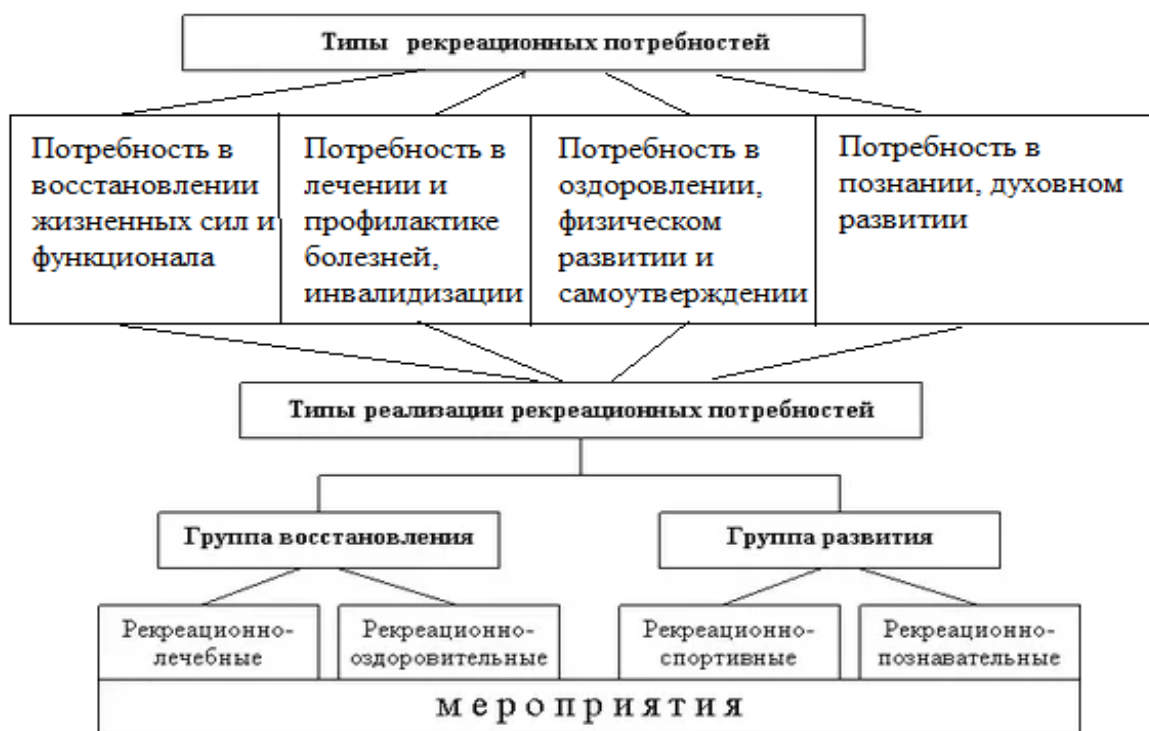 Типы рекреационных потребностей
Потребность в
восстановлении
жизненных сил и
функционала
Потребность в
лечении и
профилактике
болезней,
инвалидизации
Потребность в
оздоровлении,
физическом
развитии и
самоутверждении
Потребность в
познании, духовном
развитии
Типы реализации рекреационных потребностей
Группа восстановления
Группа развития
Рекреационно-
лечебные
Рекреационно-
оздоровительные
Рекреационно-
спортивные
Рекреационно-
познавательные
мероприятия